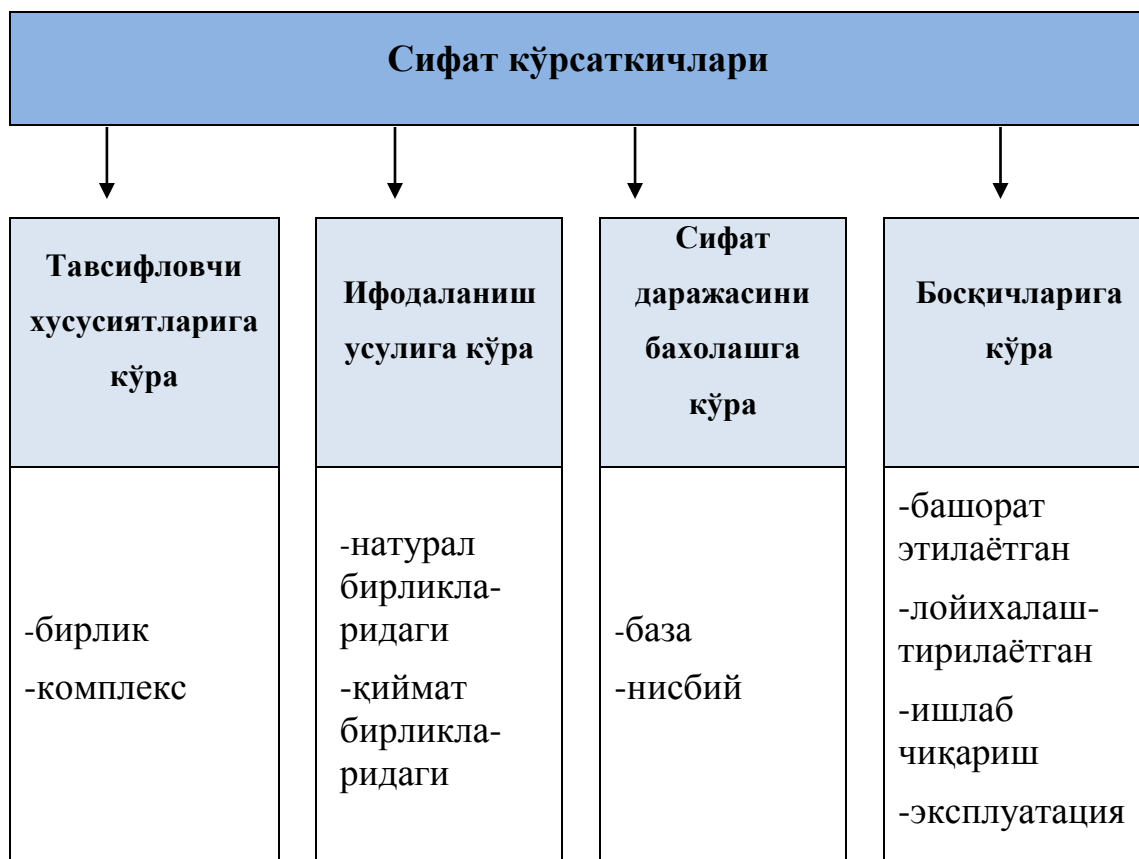 Сифат кўрсаткичлари
Тавсифловчи
хусусиятларига
кўра
Ифодаланиш
усулига кўра
Сифат
даражасини
бахолашга
кўра
Босқичларига
кўра
-бирлик
-комплекс
-натурал
бирликла-
ридаги
-қиймат
бирликла-
ридаги
-база
-нисбий
-башорат
этилаётган
-лойихалаш-
тирилаётган
-ишлаб
чиқариш
-эксплуатация